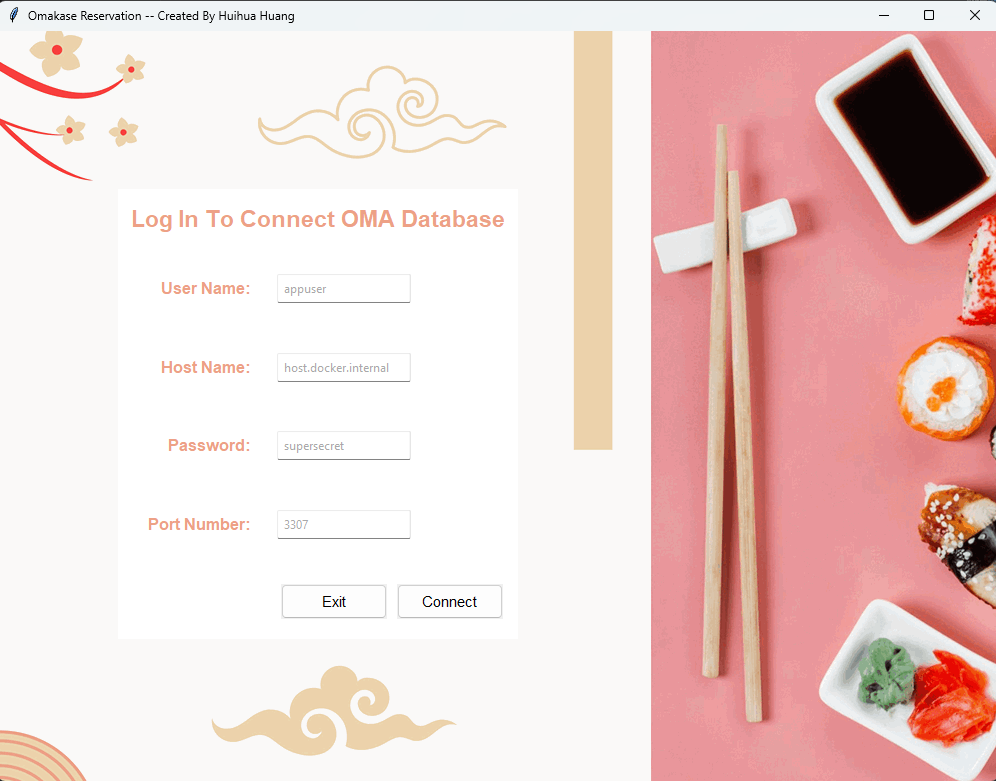 Omakase Reservation -- Created By Huihua Huang
Log In To Connect OMA Database
User Name: appuser
Host Name: host.docker.internal
Password: supersecret
Port Number: 3307
Exit Connect